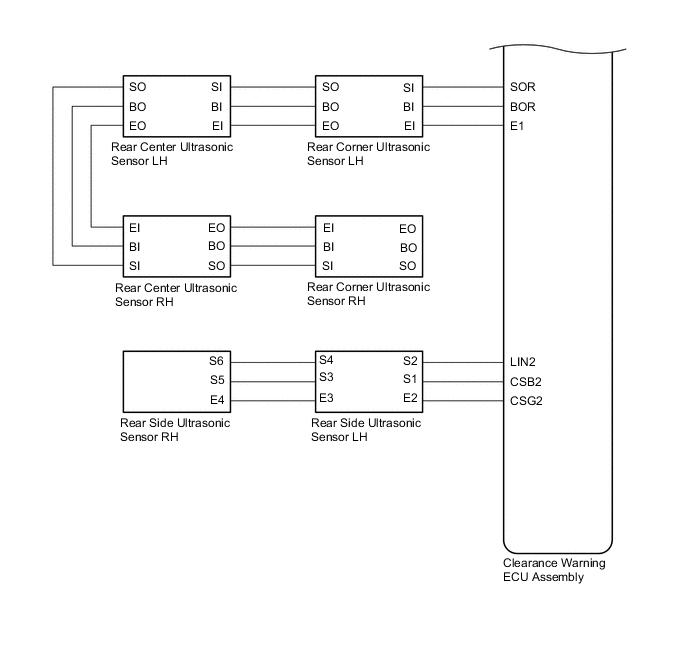 SO SI SO SI SOR
BO BI BO BI BOR
EO EI EO EI E1
Rear Center Ultrasonic
Sensor LH
Rear Corner Ultrasonic
Sensor LH
EI EO EI EO
BI BO BI BO
SI SO SI SO
Rear Center Ultrasonic
Sensor RH
Rear Corner Ultrasonic
Sensor RH
S6 S4 S2 LIN2
S5 S3 S1 CSB2
E4 E3 E2 CSG2
Rear Side Ultrasonic
Sensor RH
Rear Side Ultrasonic
Sensor LH
Clearance Warning
ECU Assembly